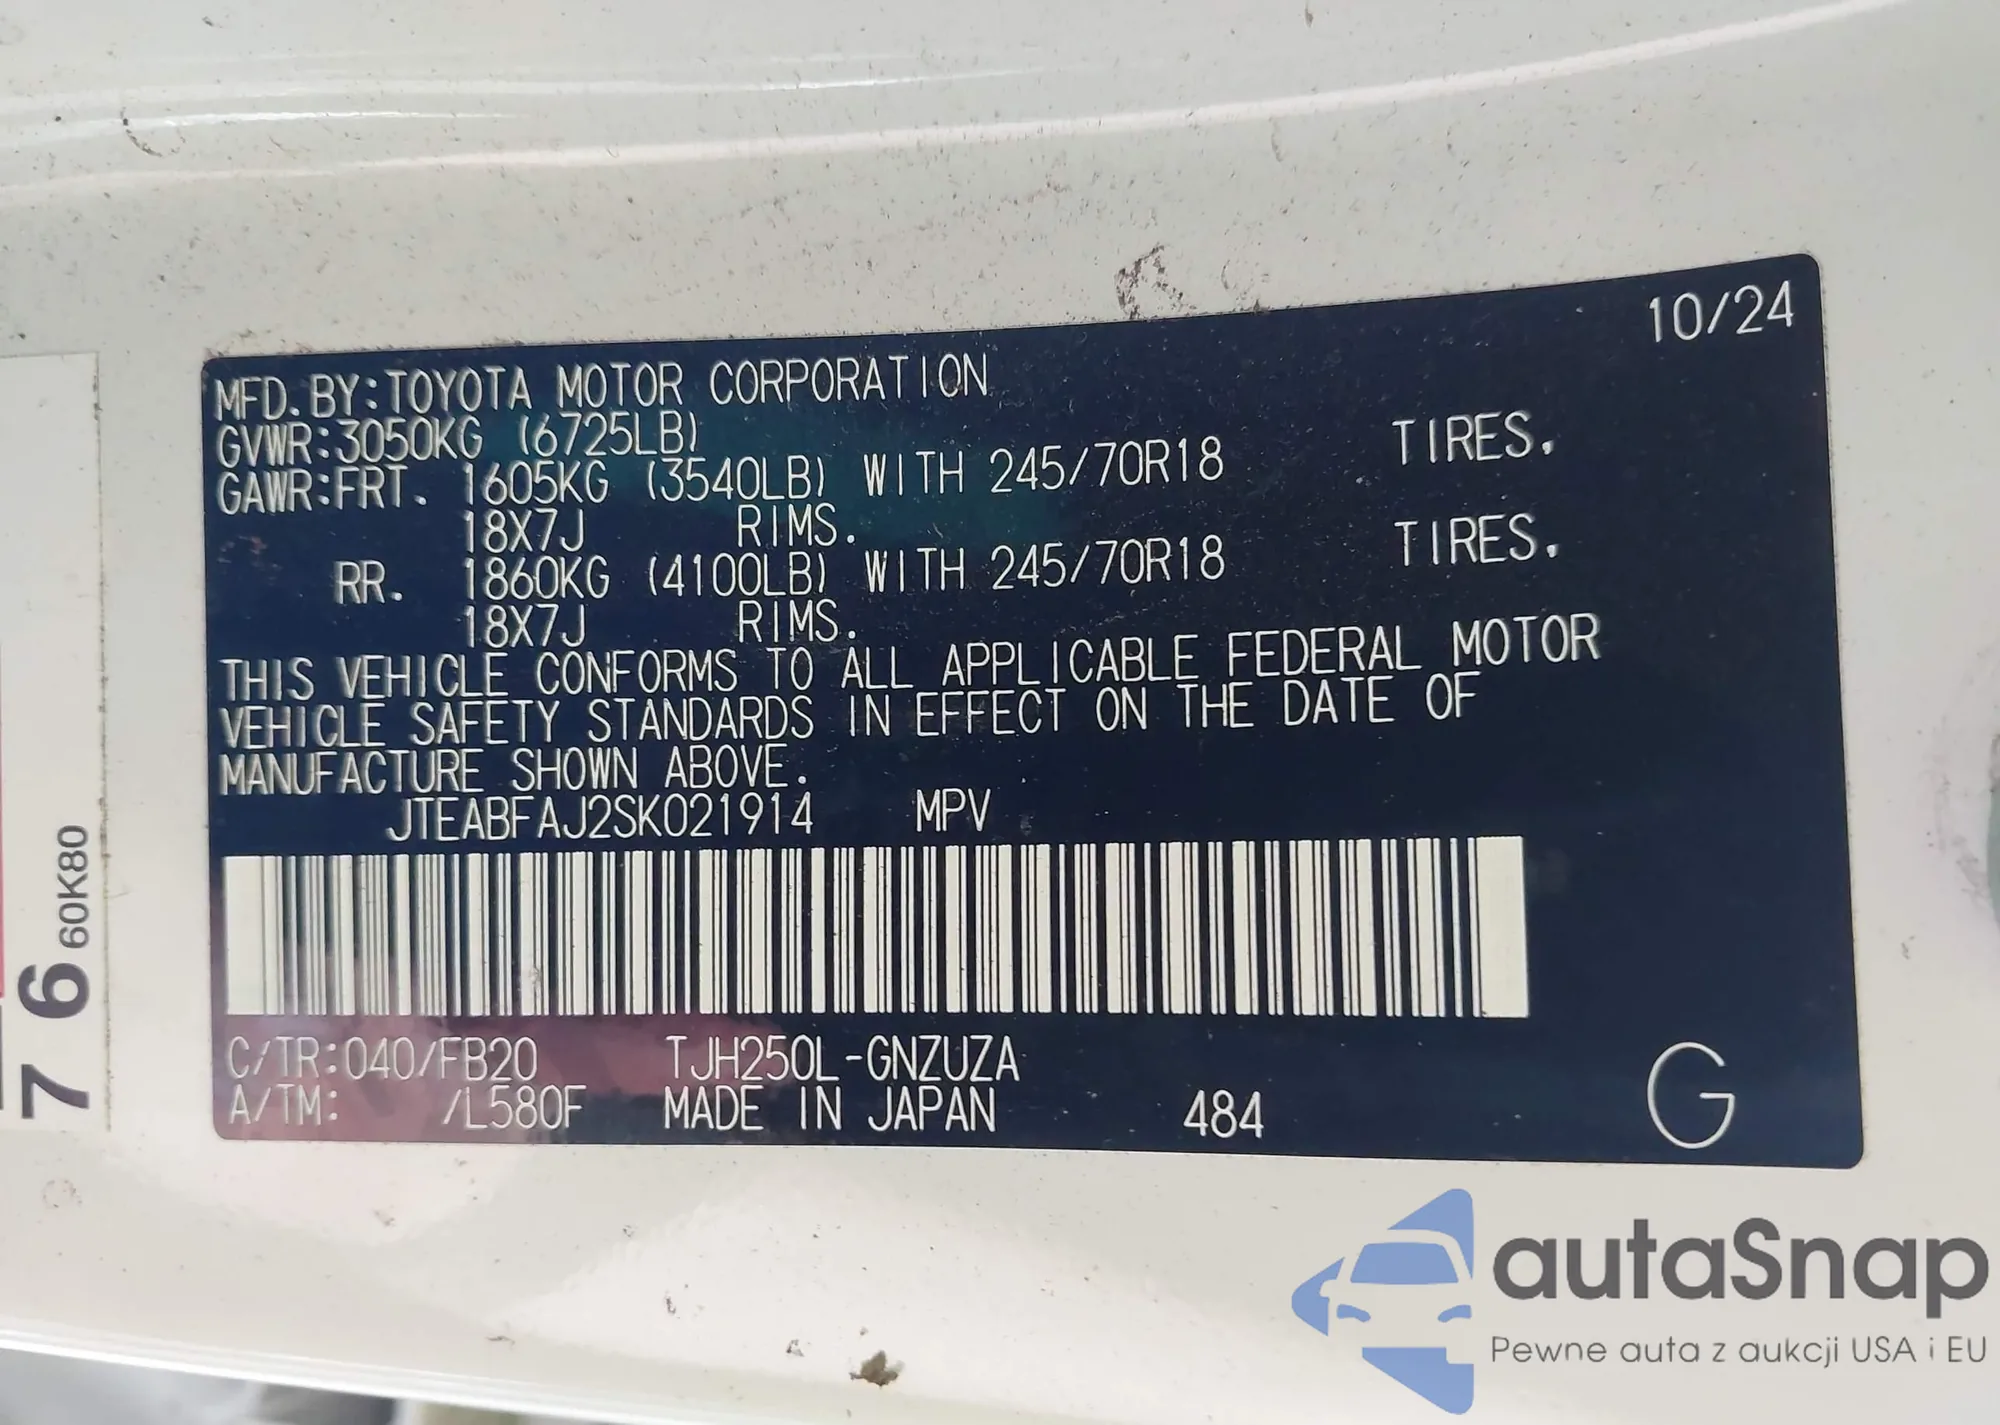 10/24
MFD. BY:TOYOTA MOTOR CORPORATION
GVWR:3050KG (6725LB)
GAWR:FRT. 1605KG (3540LB) WITH 245/70R18 TIRES.
18X7J RIMS.
RR. 1860KG (4100LB) WITH 245/70R18 TIRES.
18X7J RIMS.
THIS VEHICLE CONFORMS TO ALL APPLICABLE FEDERAL MOTOR
VEHICLE SAFETY STANDARDS IN EFFECT ON THE DATE OF
MANUFACTURE SHOWN ABOVE.
JTEABFAJ2SK021914 MPV
C/TR:040/FB20 TJH250L-GNZUZA
A/TM: /L580F MADE IN JAPAN 484 G
76 60K80
autaSnap
Pewne auta z aukcji USA i EU